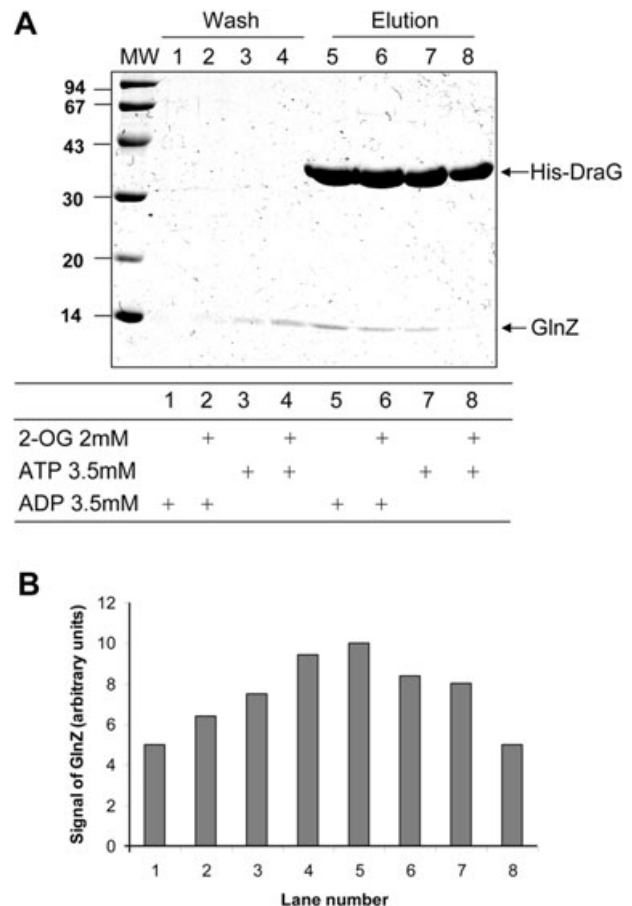 A
Wash Elution
MW 1 2 3 4 5 6 7 8
94
67
43
His-DraG
30
20
14
GlnZ
1 2 3 4 5 6 7 8
2-OG 2mM + + + +
ATP 3.5mM + + + +
ADP 3.5mM + + + +
B
Signal of GlnZ (arbitrary units)
12
10
8
6
4
2
0
1 2 3 4 5 6 7 8
Lane number